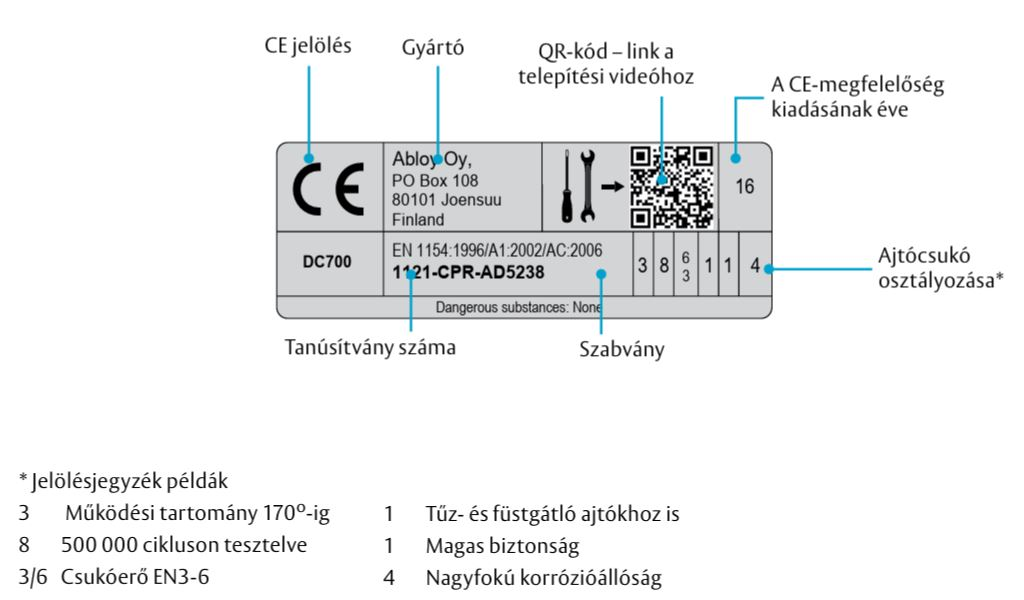 CE jelölés
Gyártó
QR-kód – link a
telepítési videóhoz
A CE-megfelelőség
kiadásának éve
CE
Abloy Oy,
PO Box 108
80101 Joensuu
Finland
16
DC700
EN 1154:1996/A1:2002/AC:2006
1121-CPR-AD5238
3 8 6/3 1 1 4
Dangerous substances: None
Ajtócsukó
osztályozása*
Tanúsítvány száma
Szabvány
* Jelölésjegyzék példák
3 Működési tartomány 170º-ig
8 500 000 cikluson tesztelve
3/6 Csukóerő EN3-6
1 Tűz- és füstgátló ajtókhoz is
1 Magas biztonság
4 Nagyfokú korrózióállóság